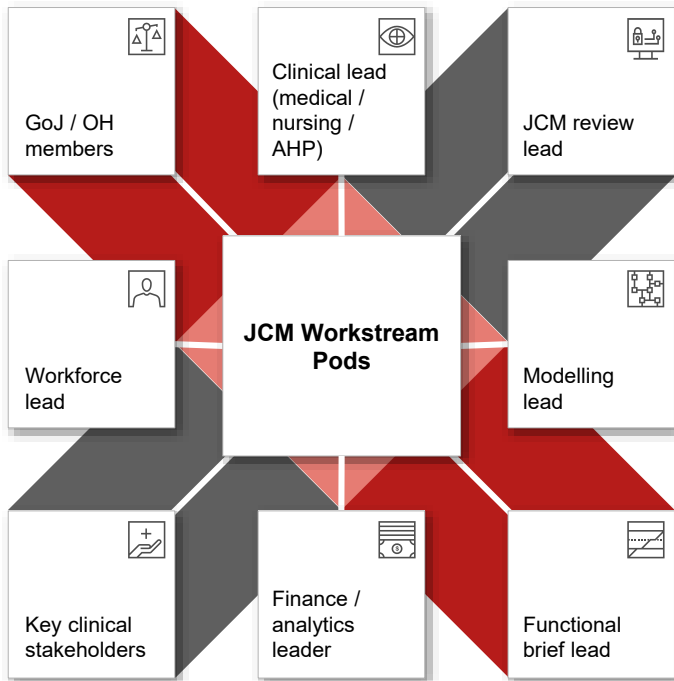 GoJ / OH
members
Clinical lead
(medical /
nursing /
AHP)
JCM review
lead
Workforce
lead
JCM Workstream
Pods
Modelling
lead
Key clinical
stakeholders
Finance /
analytics
leader
Functional
brief lead